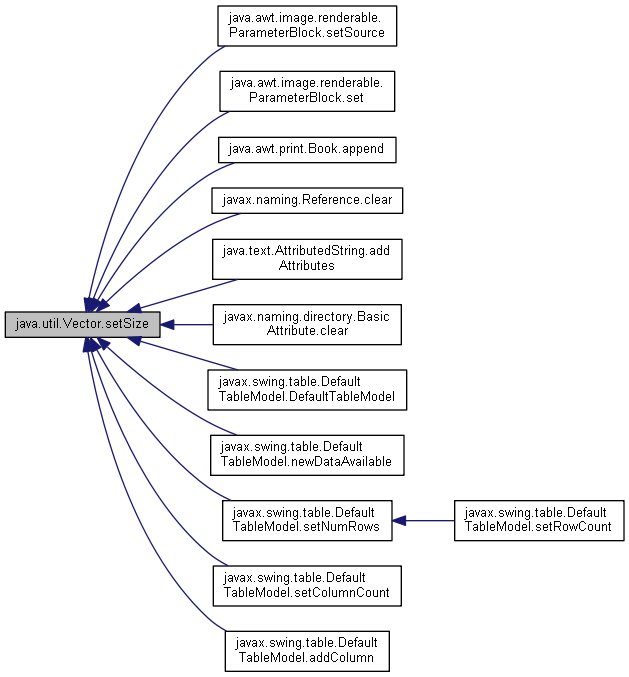 java.awt.image.renderable.
ParameterBlock.setSource
java.awt.image.renderable.
ParameterBlock.set
java.awt.print.Book.append
javax.naming.Reference.clear
java.text.AttributedString.add
Attributes
java.util.Vector.setSize
javax.naming.directory.Basic
Attribute.clear
javax.swing.table.Default
TableModel.DefaultTableModel
javax.swing.table.Default
TableModel.newDataAvailable
javax.swing.table.Default
TableModel.setNumRows
javax.swing.table.Default
TableModel.setRowCount
javax.swing.table.Default
TableModel.setColumnCount
javax.swing.table.Default
TableModel.addColumn